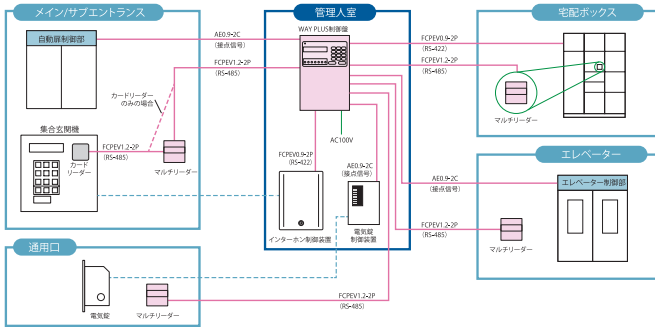 メイン/サブエントランス
自動扉制御部
AE0.9-2C
(接点信号)
FCPEV1.2-2P
(RS-485)
カードリーダー
のみの場合
集合玄関機
カード
リーダー
FCPEV1.2-2P
(RS-485)
マルチリーダー
通用口
電気錠
マルチリーダー
FCPEV1.2-2P
(RS-485)
管理人室
WAY PLUS制御盤
AC100V
FCPEV0.9-2P
(RS-422)
AE0.9-2C
(接点信号)
インターホン制御装置
電気錠
制御装置
宅配ボックス
FCPEV0.9-2P
(RS-422)
FCPEV1.2-2P
(RS-485)
マルチリーダー
エレベーター
AE0.9-2C
(接点信号)
エレベーター制御部
FCPEV1.2-2P
(RS-485)
マルチリーダー